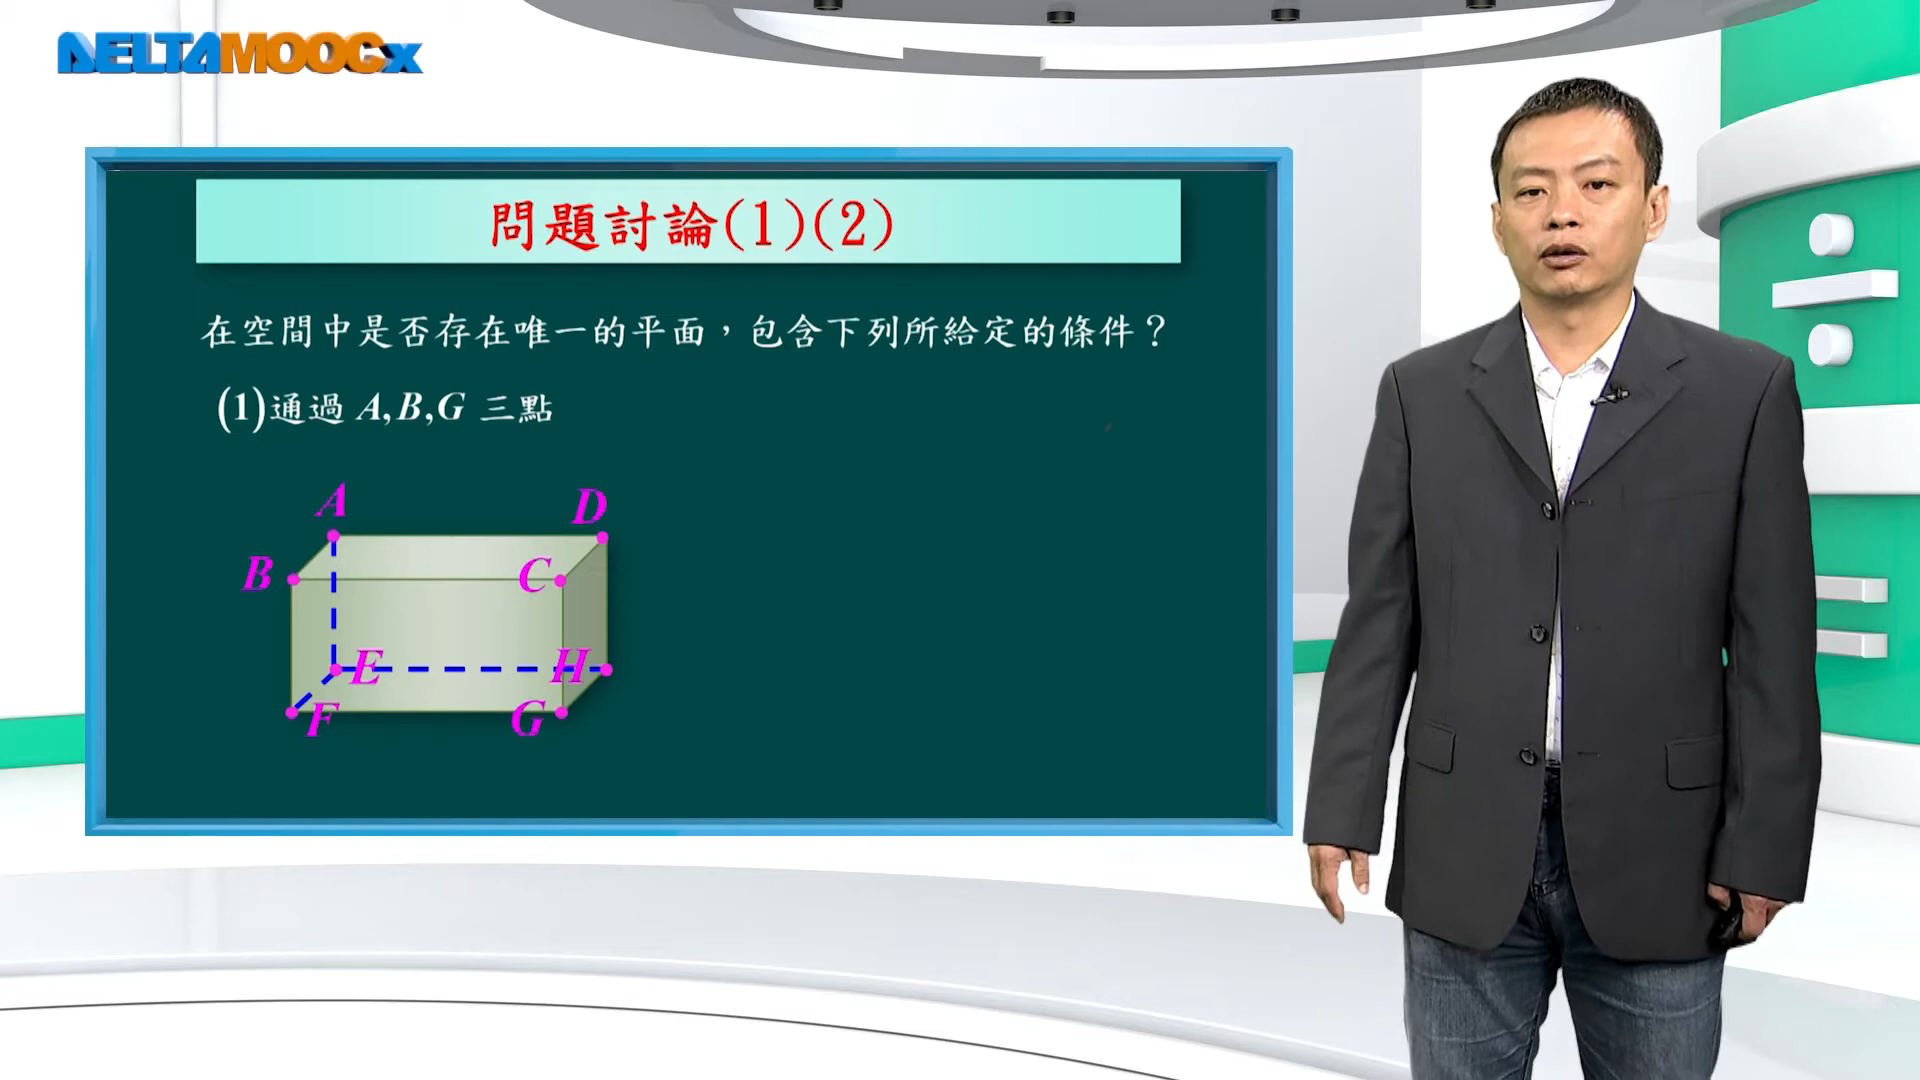 DELTAMOOCx
問題討論(1)(2)
在空間中是否存在唯一的平面，包含下列所給定的條件？
(1)通過 A,B,G 三點
A
D
B
C
E
H
F
G